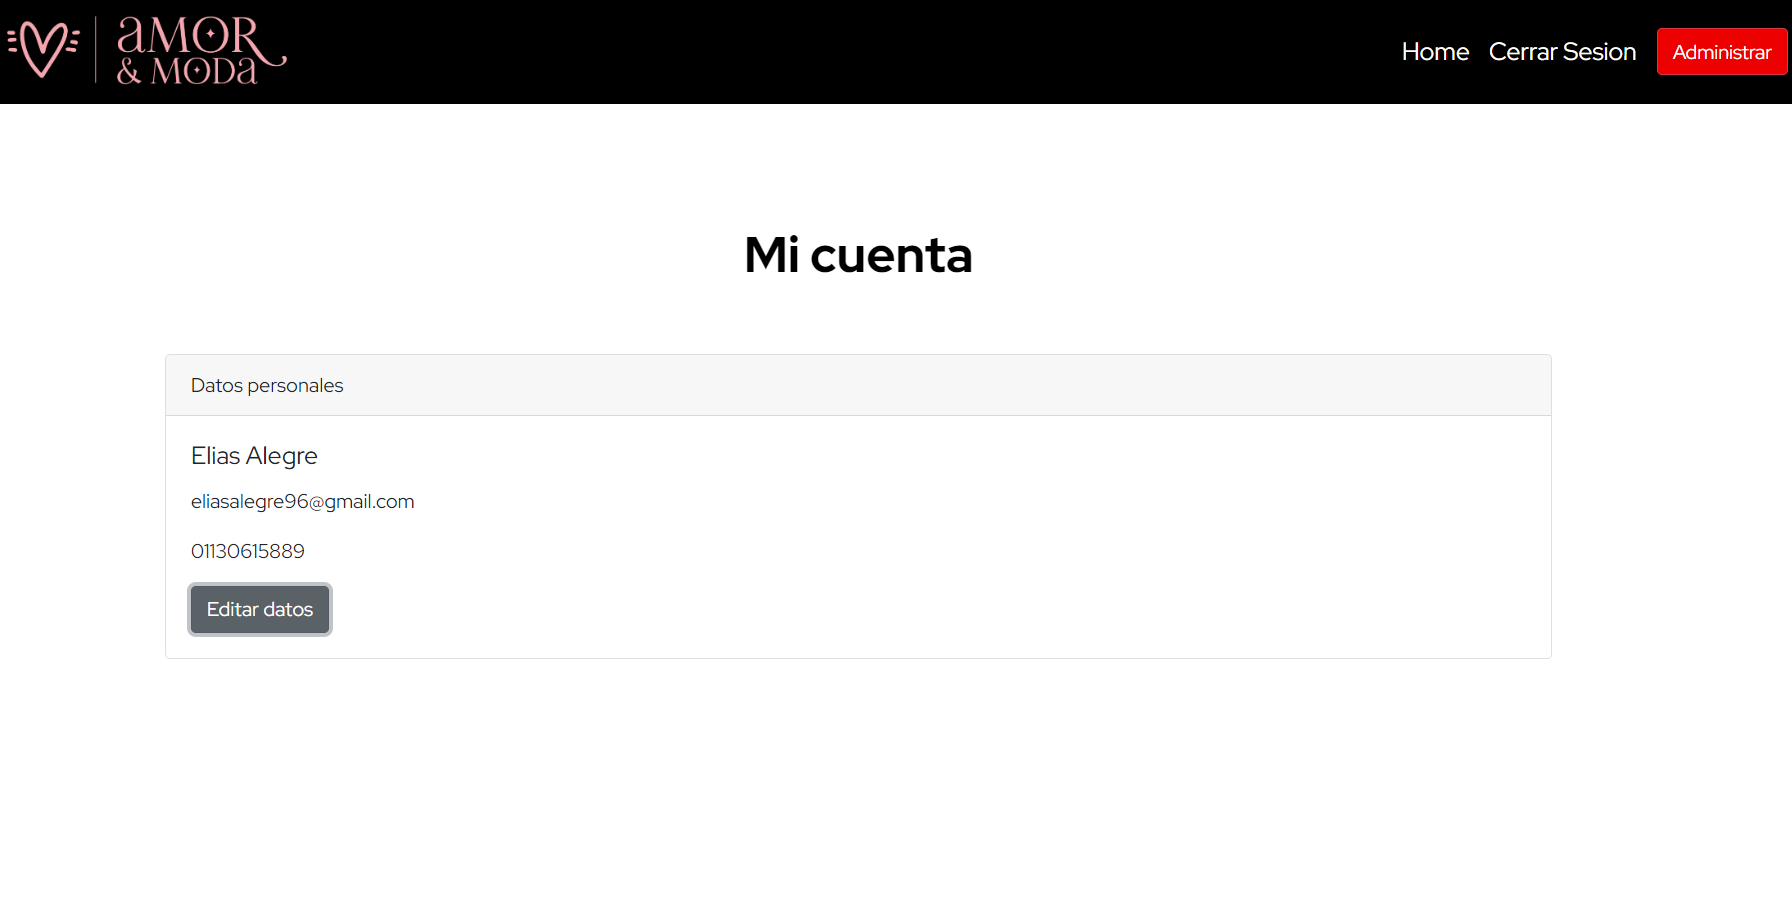 aMOR
& MODa
Home
Cerrar Sesion
Administrar
Mi cuenta
Datos personales
Elias Alegre
eliasalegre96@gmail.com
01130615889
Editar datos